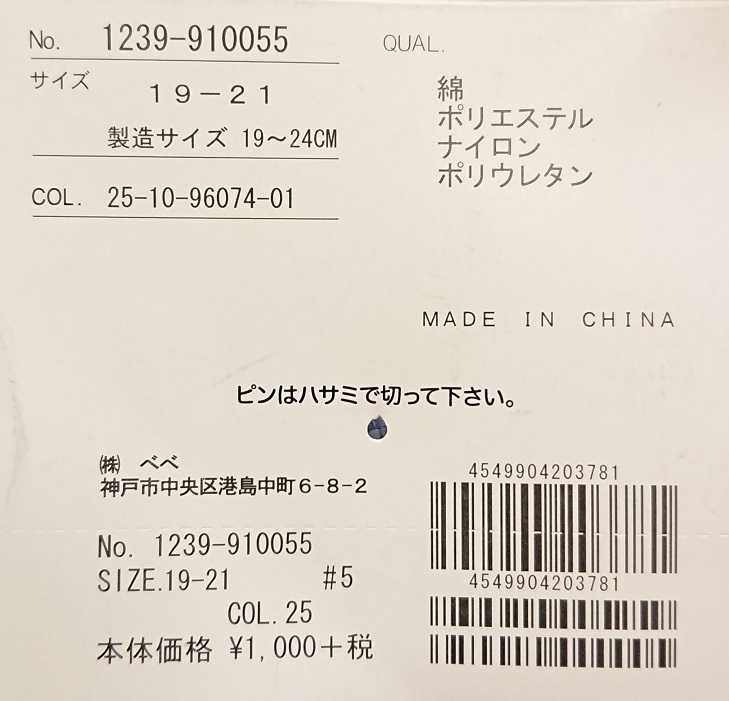 No. 1239-910055
サイズ
19-21
製造サイズ 19～24CM
COL. 25-10-96074-01
QUAL.
綿
ポリエステル
ナイロン
ポリウレタン
MADE IN CHINA
ピンはハサミで切って下さい。
㈱ べべ
神戸市中央区港島中町6-8-2
No. 1239-910055
SIZE.19-21 #5
COL.25
本体価格 ¥1,000+税
4549904203781
4549904203781